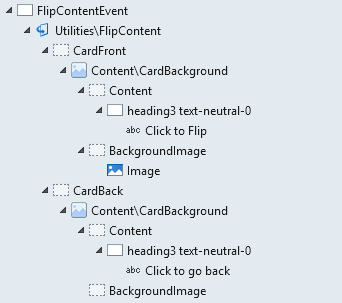 FlipContentEvent
Utilities\FlipContent
CardFront
Content\CardBackground
Content
heading3 text-neutral-0
abc Click to Flip
BackgroundImage
Image
CardBack
Content\CardBackground
Content
heading3 text-neutral-0
abc Click to go back
BackgroundImage